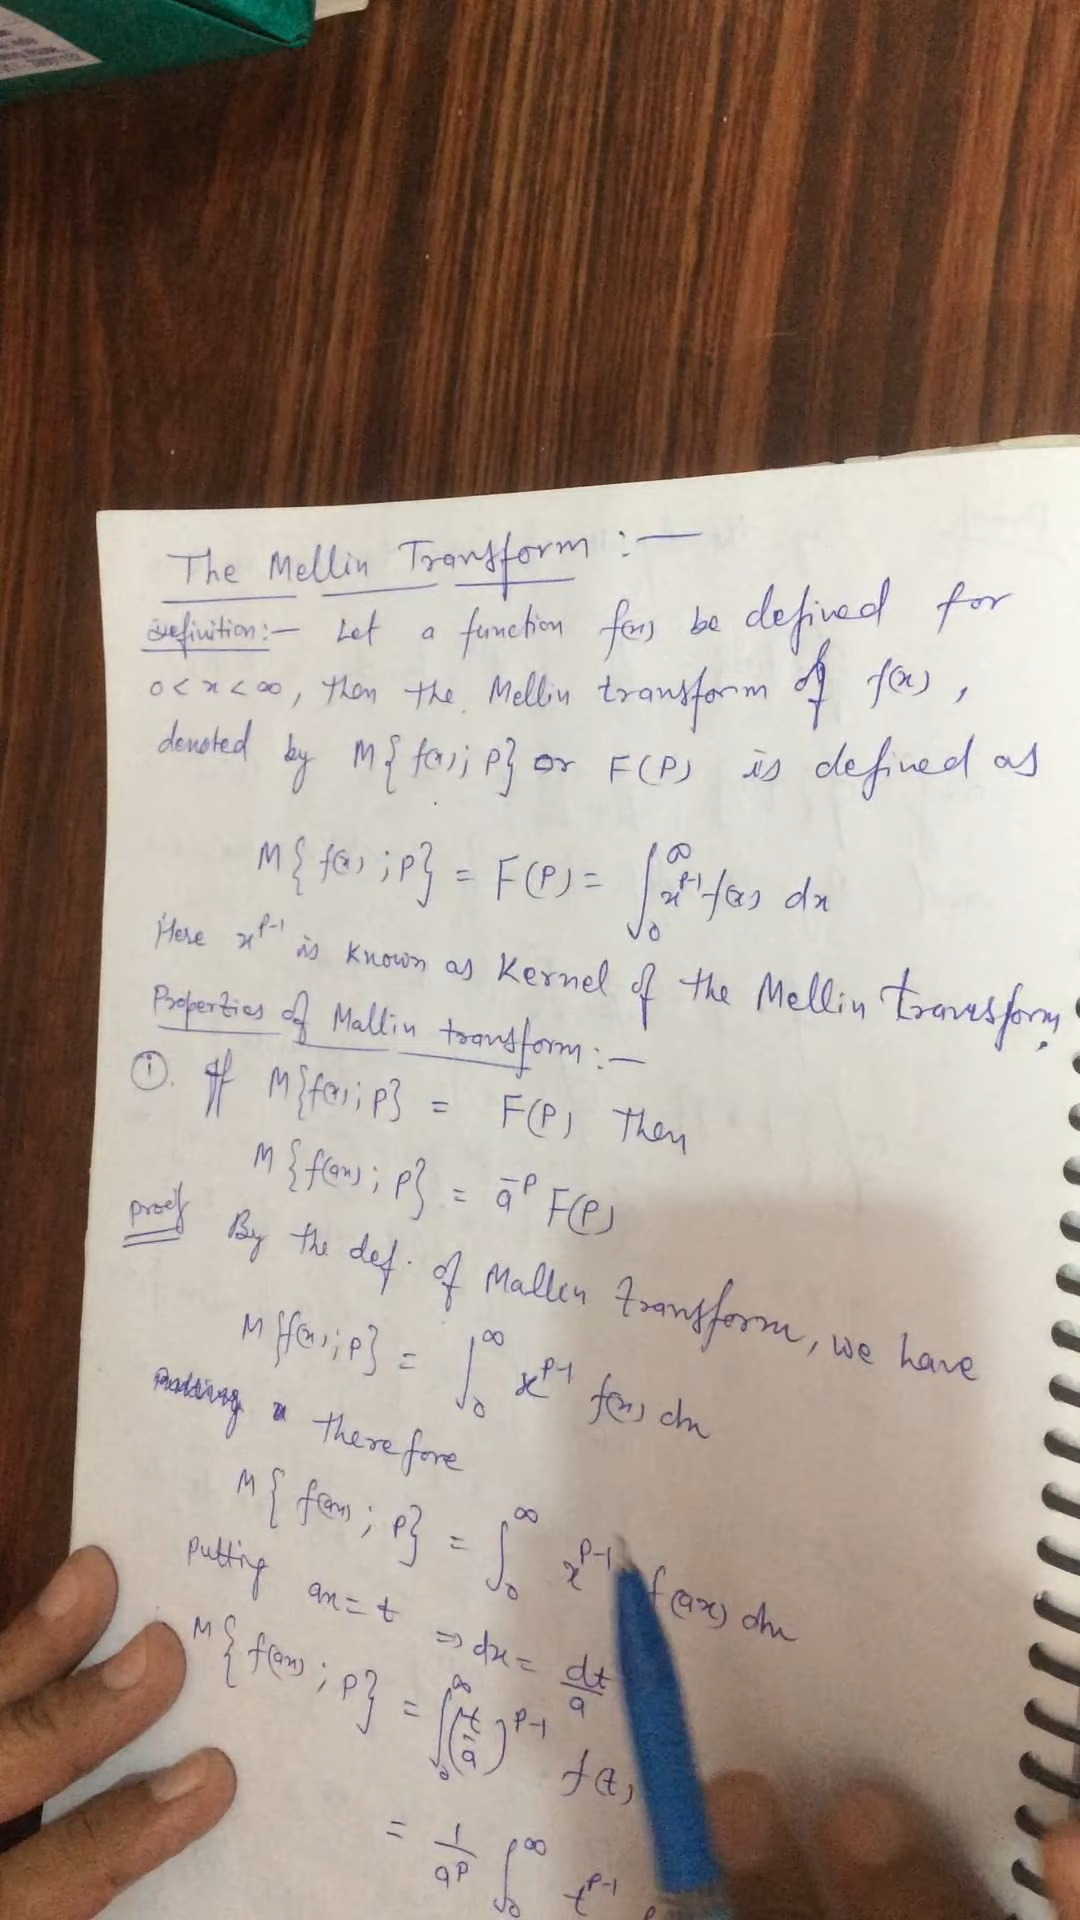 The Mellin Transform :—
Definition:— Let a function f(x) be defined for
0 < x < ∞, then the Mellin transform of f(x),
denoted by M{f(x); P} or F(P) is defined as
M{f(x); P} = F(P) = ∫₀^∞ x^{P-1} f(x) dx
Here x^{P-1} is known as Kernel of the Mellin transform.
Properties of Mallin transform:—
(i). If M{f(x); P} = F(P) Then
M{f(ax); P} = a^{-P} F(P)
Proof By the def. of Mallin Transform, we have
M{f(x); P} = ∫₀^∞ x^{P-1} f(x) dx
Therefore
M{f(ax); P} = ∫₀^∞ x^{P-1} f(ax) dx
Putting ax = t ⇒ dx = dt/a
M{f(ax); P} = ∫₀^∞ (t/a)^{P-1} f(t)
= 1/a^P ∫₀^∞ t^{P-1}